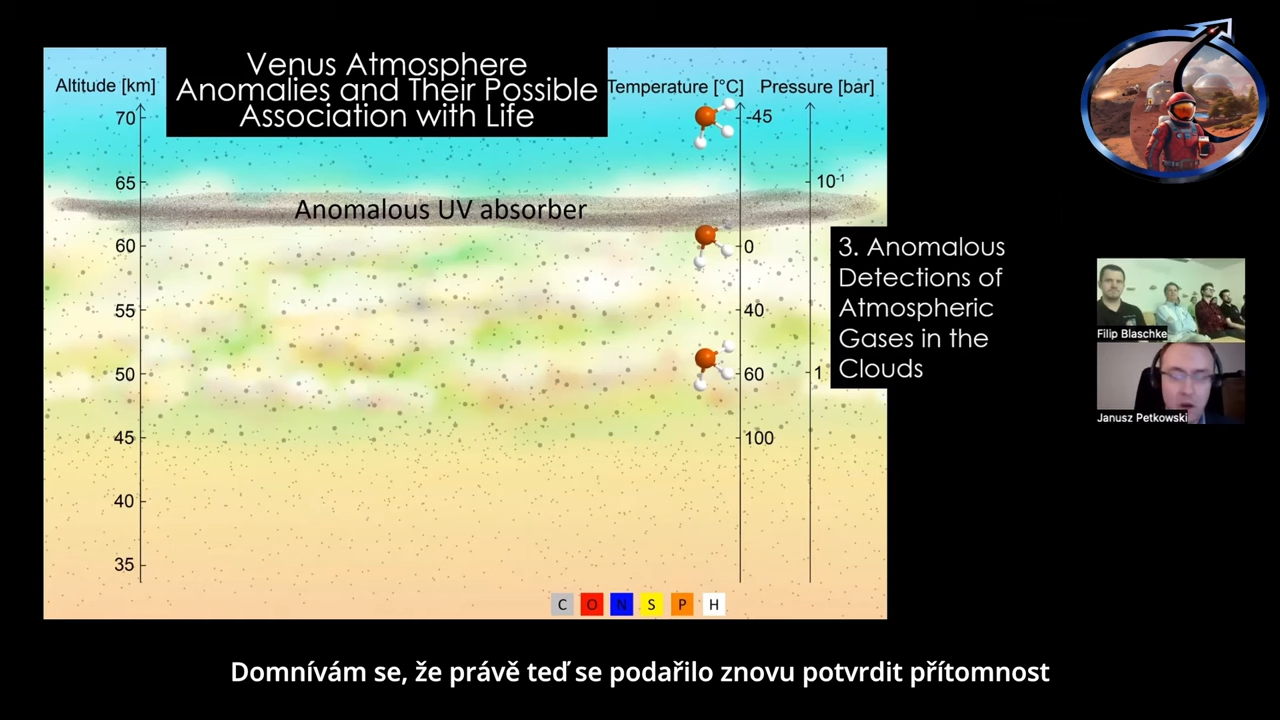 Venus Atmosphere
Anomalies and Their Possible
Association with Life
Altitude [km]
Temperature [°C]
Pressure [bar]
70
-45
65
10⁻¹
Anomalous UV absorber
60
0
55
40
50
60
1
45
100
40
35
3. Anomalous
Detections of
Atmospheric
Gases in the
Clouds
C O N S P H
Filip Blaschke
Janusz Petkowski
Domnívám se, že právě teď se podařilo znovu potvrdit přítomnost